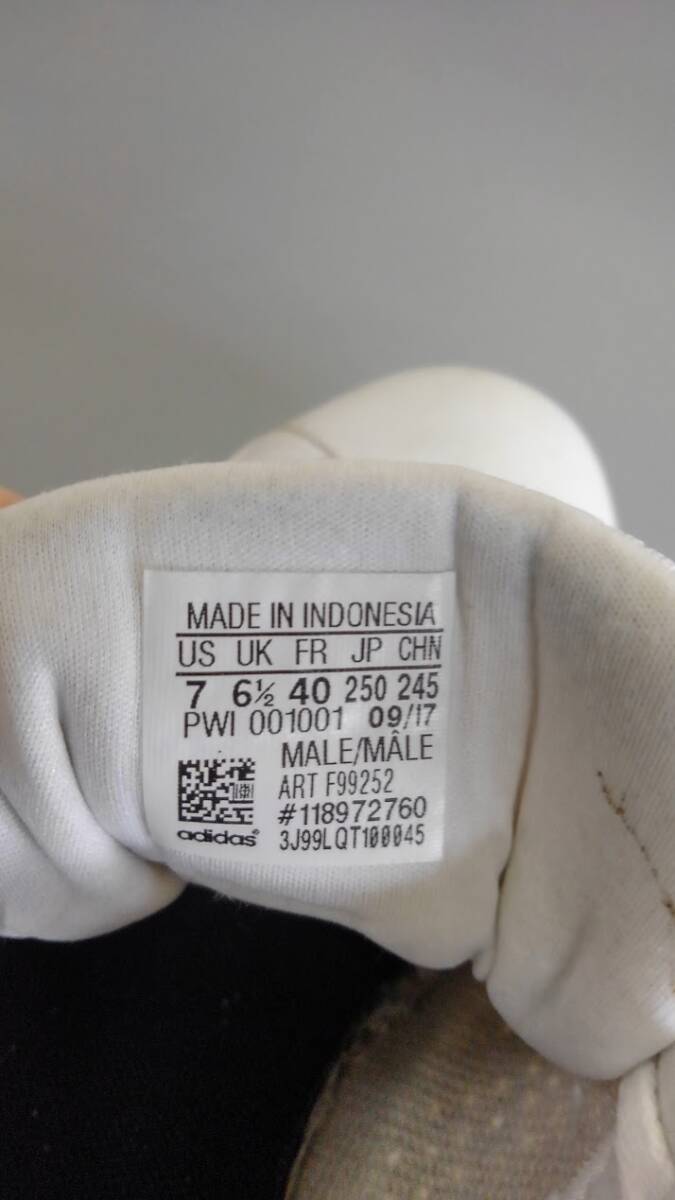 MADE IN INDONESIA
US UK FR JP CHN
7 6½ 40 250 245
PWI 001001 09/17
MALE/MÂLE
ART F99252
#118972760
adidas® 3J99LQT100045